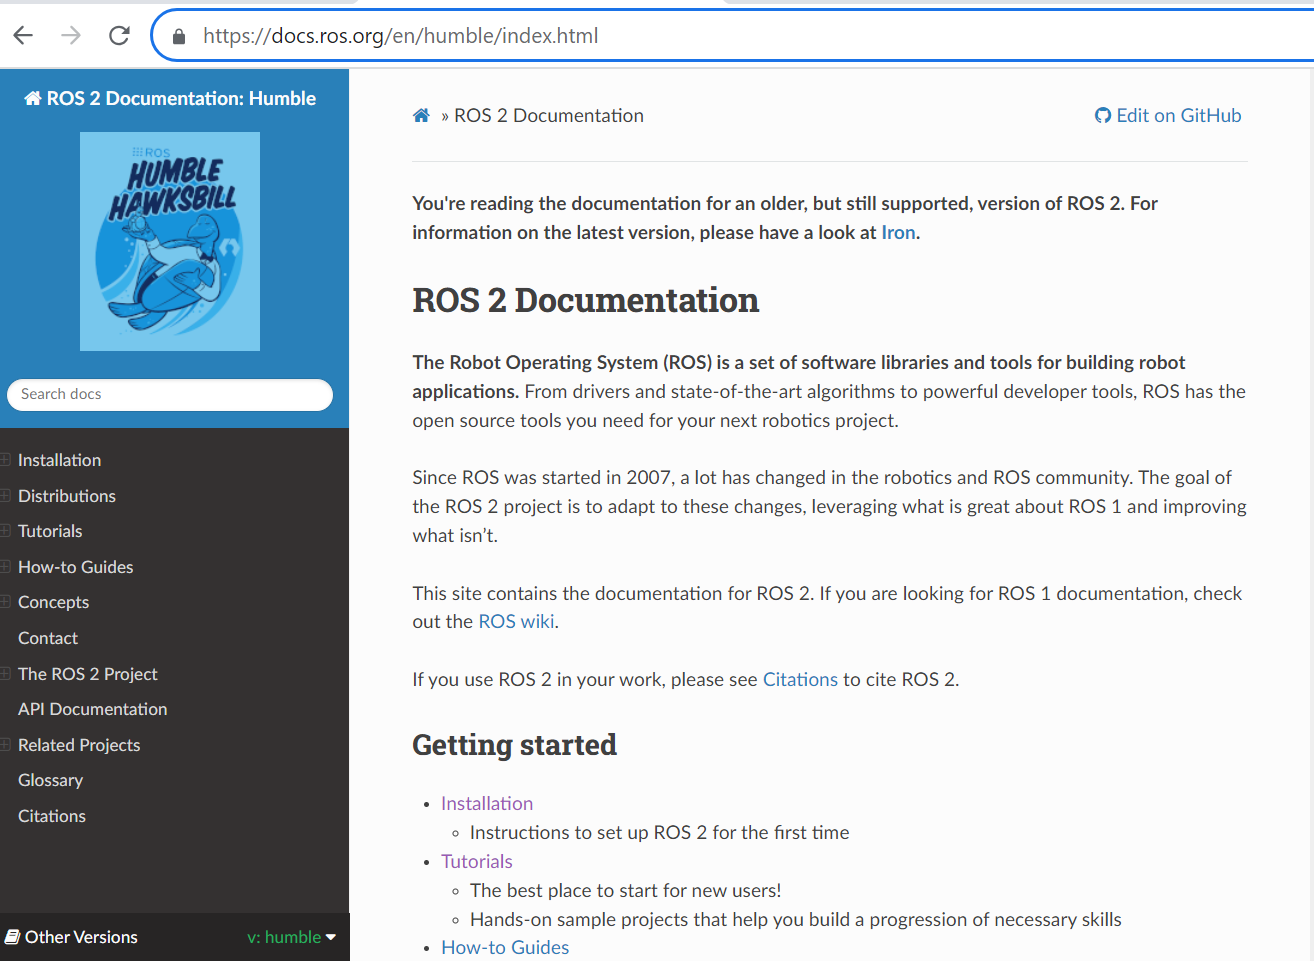 https://docs.ros.org/en/humble/index.html
ROS 2 Documentation: Humble
ROS
HUMBLE
HAWKSBILL
Search docs
Installation
Distributions
Tutorials
How-to Guides
Concepts
Contact
The ROS 2 Project
API Documentation
Related Projects
Glossary
Citations
Other Versions v: humble
» ROS 2 Documentation Edit on GitHub
You're reading the documentation for an older, but still supported, version of ROS 2. For
information on the latest version, please have a look at Iron.
ROS 2 Documentation
The Robot Operating System (ROS) is a set of software libraries and tools for building robot
applications. From drivers and state-of-the-art algorithms to powerful developer tools, ROS has the
open source tools you need for your next robotics project.
Since ROS was started in 2007, a lot has changed in the robotics and ROS community. The goal of
the ROS 2 project is to adapt to these changes, leveraging what is great about ROS 1 and improving
what isn’t.
This site contains the documentation for ROS 2. If you are looking for ROS 1 documentation, check
out the ROS wiki.
If you use ROS 2 in your work, please see Citations to cite ROS 2.
Getting started
• Installation
◦ Instructions to set up ROS 2 for the first time
• Tutorials
◦ The best place to start for new users!
◦ Hands-on sample projects that help you build a progression of necessary skills
• How-to Guides